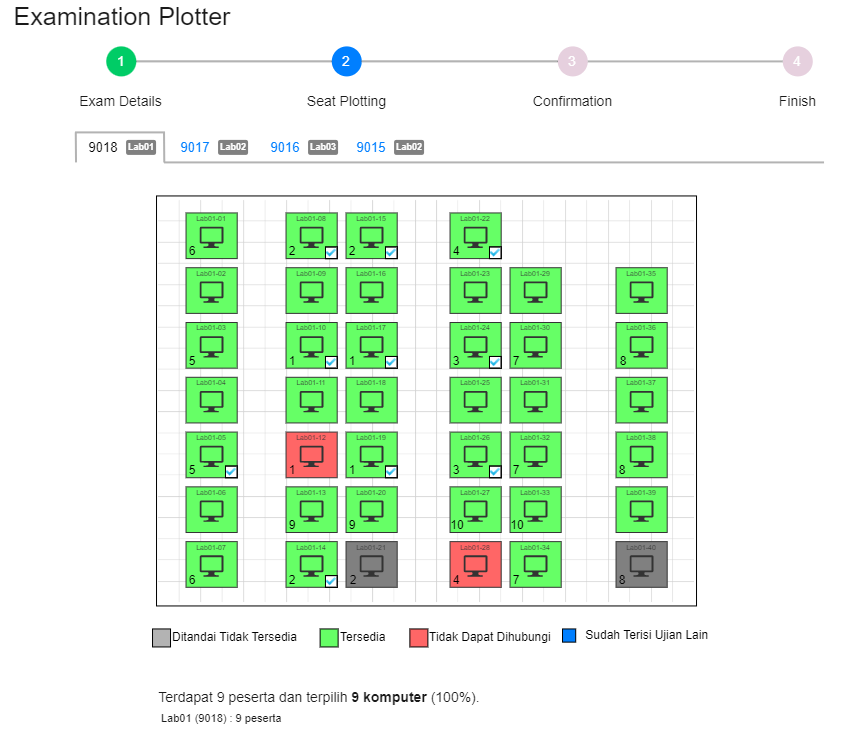 Examination Plotter
1 2 3 4
Exam Details Seat Plotting Confirmation Finish
9018 Lab01 9017 Lab02 9016 Lab03 9015 Lab02
Lab01-01 Lab01-08 Lab01-15 Lab01-22
6 2 2 4
Lab01-02 Lab01-09 Lab01-16 Lab01-23 Lab01-29 Lab01-35
Lab01-03 Lab01-10 Lab01-17 Lab01-24 Lab01-30 Lab01-36
5 1 1 3 7 8
Lab01-04 Lab01-11 Lab01-18 Lab01-25 Lab01-31 Lab01-37
Lab01-05 Lab01-12 Lab01-19 Lab01-26 Lab01-32 Lab01-38
5 1 1 3 7 8
Lab01-06 Lab01-13 Lab01-20 Lab01-27 Lab01-33 Lab01-39
9 9 10 10
Lab01-07 Lab01-14 Lab01-21 Lab01-28 Lab01-34 Lab01-40
6 2 2 4 7 8
Ditandai Tidak Tersedia Tersedia Tidak Dapat Dihubungi Sudah Terisi Ujian Lain
Terdapat 9 peserta dan terpilih 9 komputer (100%).
Lab01 (9018) : 9 peserta